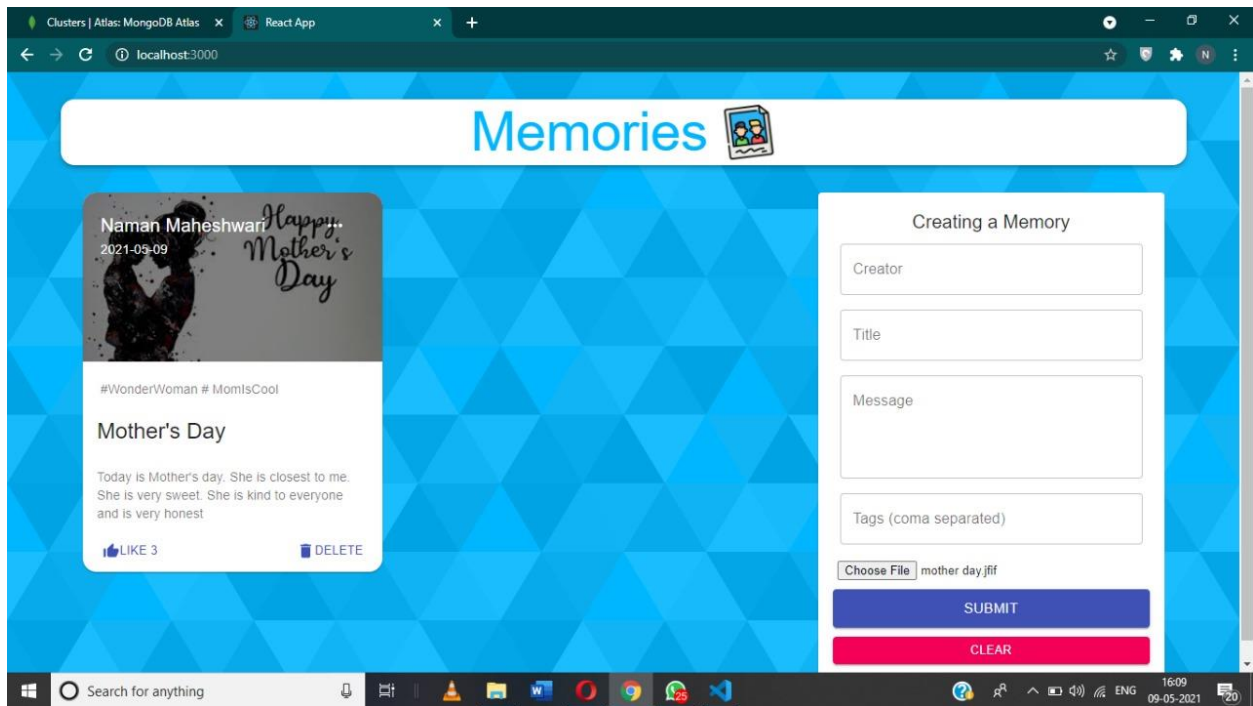 Clusters | Atlas: MongoDB Atlas
React App
localhost:3000
N
Memories
Naman Maheshwari
2021-05-09
Happy
Mother's
Day
#WonderWoman # MomIsCool
Mother's Day
Today is Mother's day. She is closest to me.
She is very sweet. She is kind to everyone
and is very honest
LIKE 3
DELETE
Creating a Memory
Creator
Title
Message
Tags (coma separated)
Choose File mother day.jfif
SUBMIT
CLEAR
Search for anything
25
ENG
16:09
09-05-2021
20